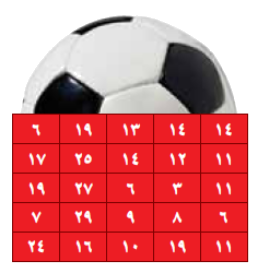 ٦ ١٩ ١٣ ١٤ ١٤
١٧ ٢٥ ١٤ ١٢ ١١
١٩ ٢٧ ٦ ٣ ١١
٧ ٢٩ ٩ ٨ ٦
٢٤ ١٦ ١٠ ١٩ ١١